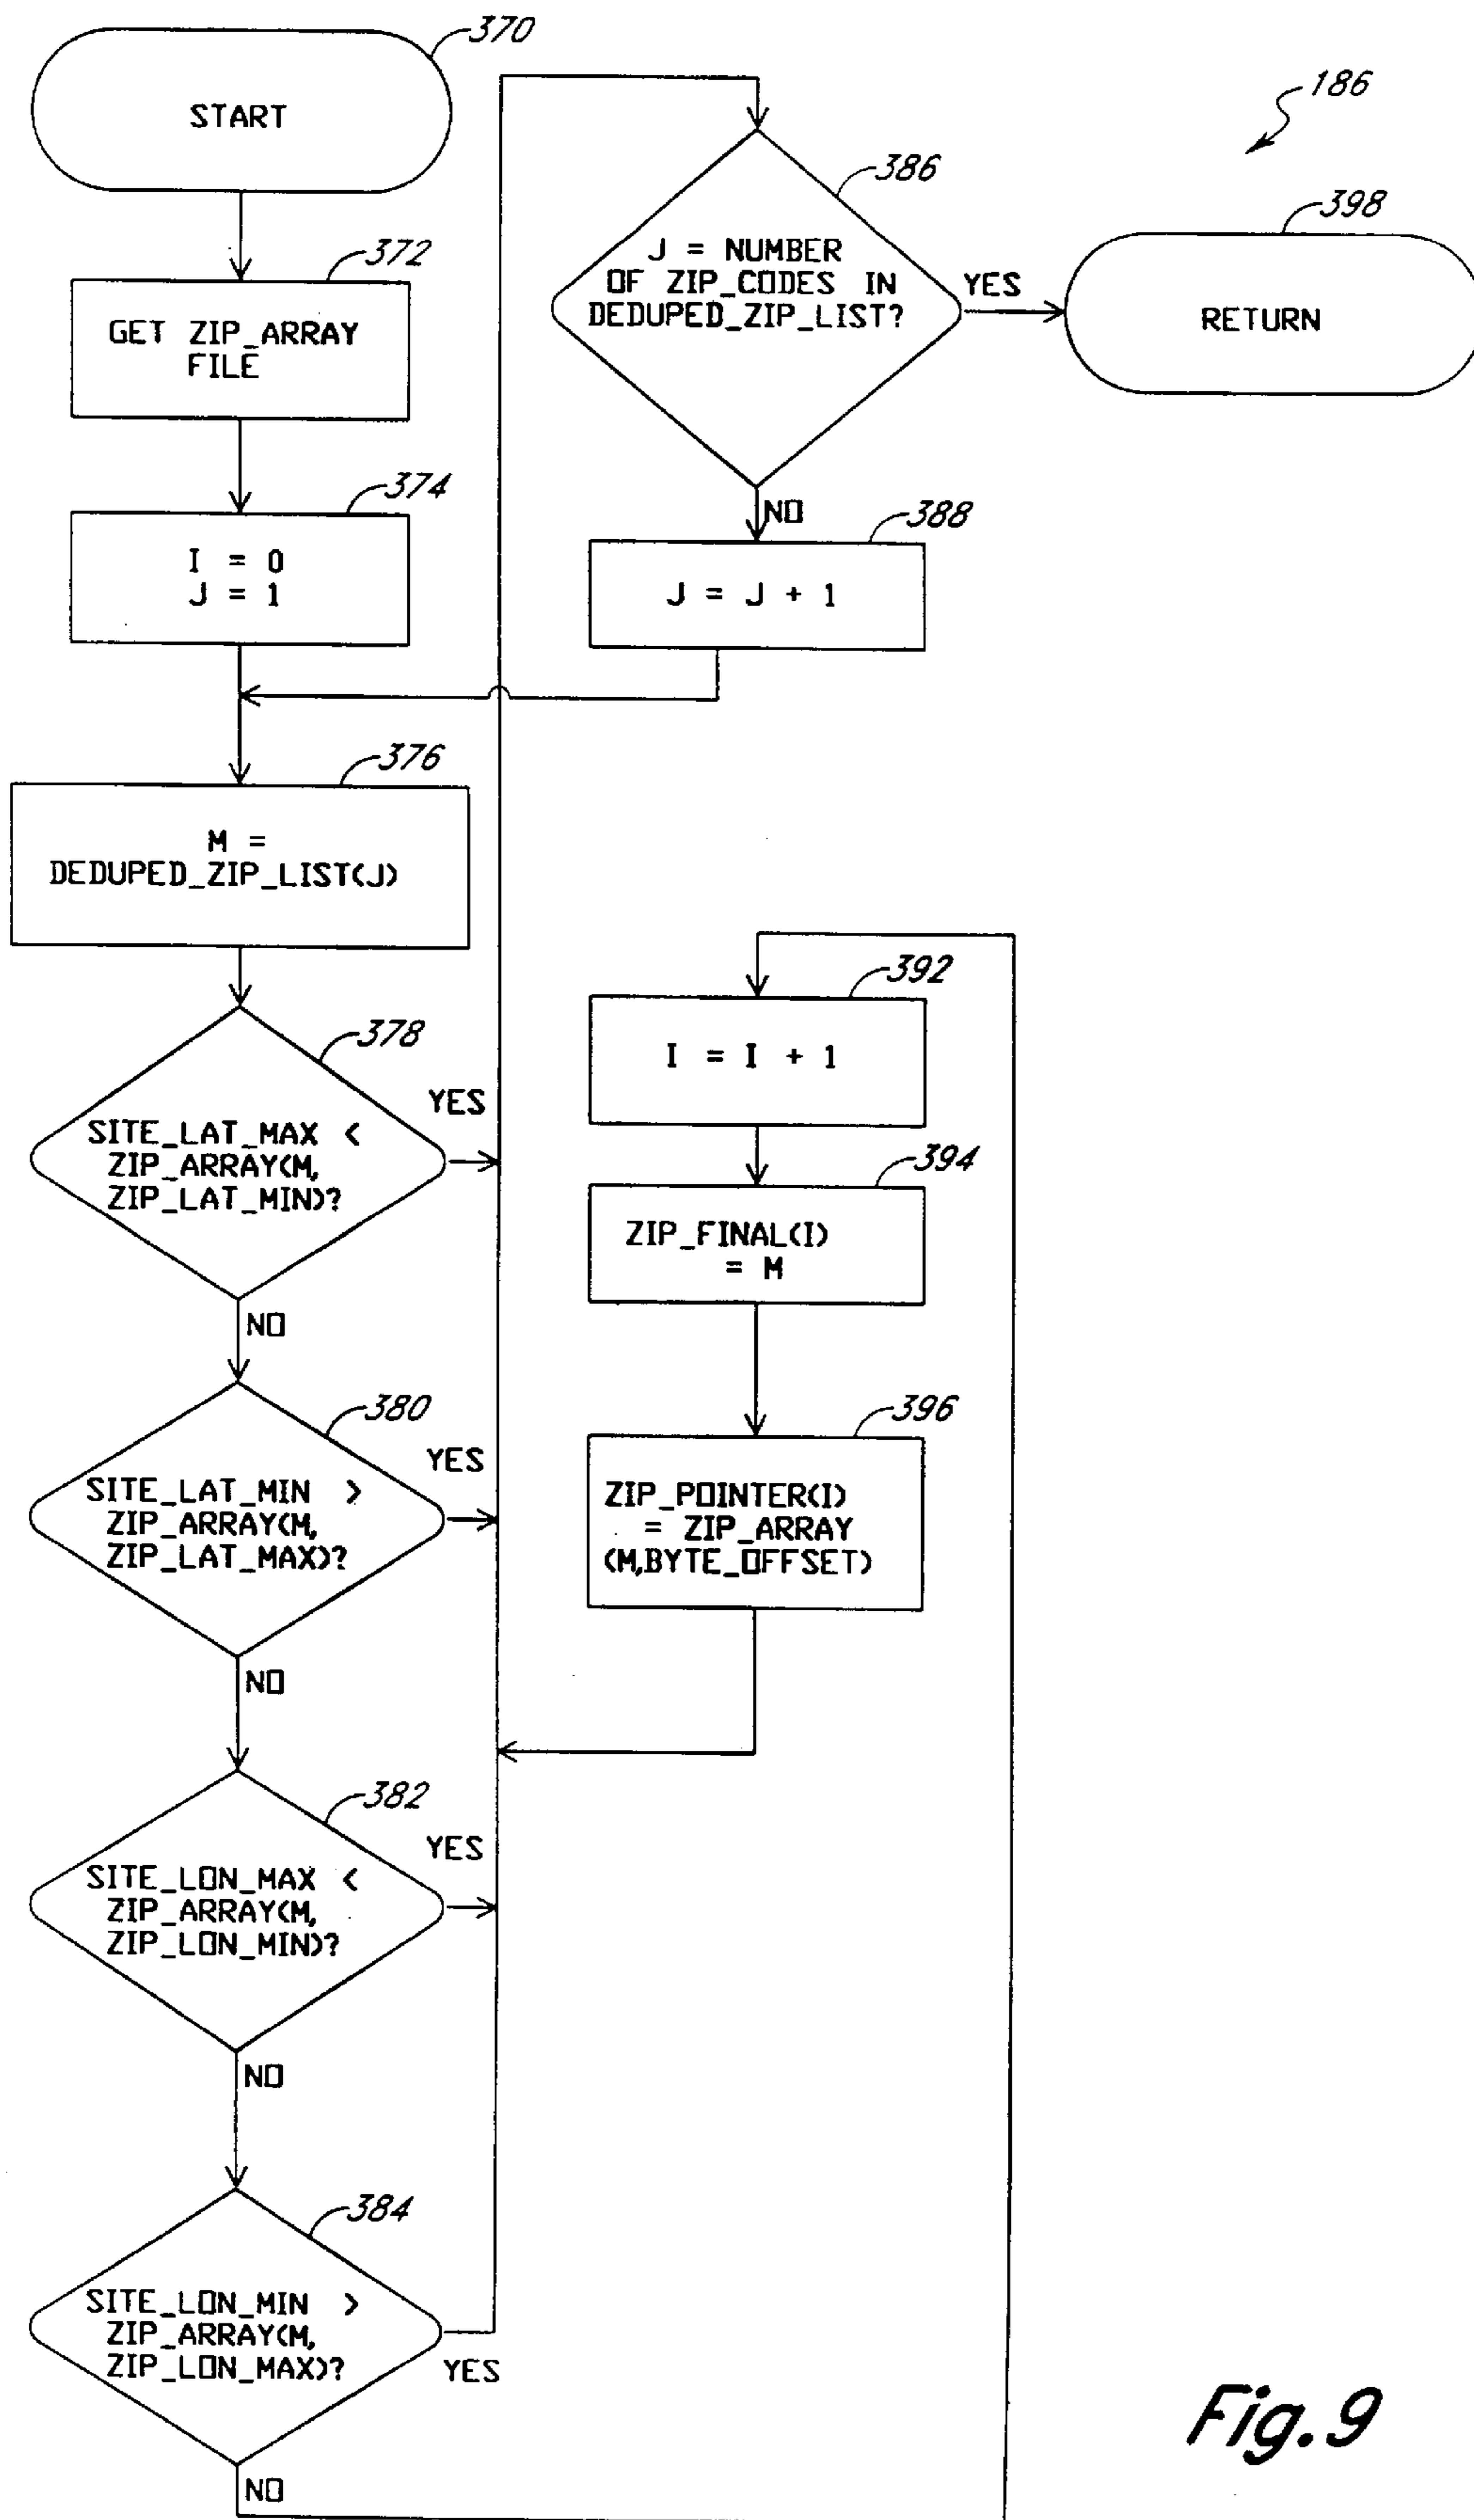 370
START
372
GET ZIP_ARRAY
FILE
374
I = 0
J = 1
376
M =
DEDUPED_ZIP_LIST(J)
378
SITE_LAT_MAX <
ZIP_ARRAY(M,
ZIP_LAT_MIN)?
YES
NO
380
SITE_LAT_MIN >
ZIP_ARRAY(M,
ZIP_LAT_MAX)?
YES
NO
382
SITE_LON_MAX <
ZIP_ARRAY(M,
ZIP_LON_MIN)?
YES
NO
384
SITE_LON_MIN >
ZIP_ARRAY(M,
ZIP_LON_MAX)?
YES
NO
386
J = NUMBER
OF ZIP_CODES IN
DEDUPED_ZIP_LIST?
YES
NO
388
J = J + 1
392
I = I + 1
394
ZIP_FINAL(I)
= M
396
ZIP_POINTER(I)
= ZIP_ARRAY
(M,BYTE_OFFSET)
186
398
RETURN
Fig.9